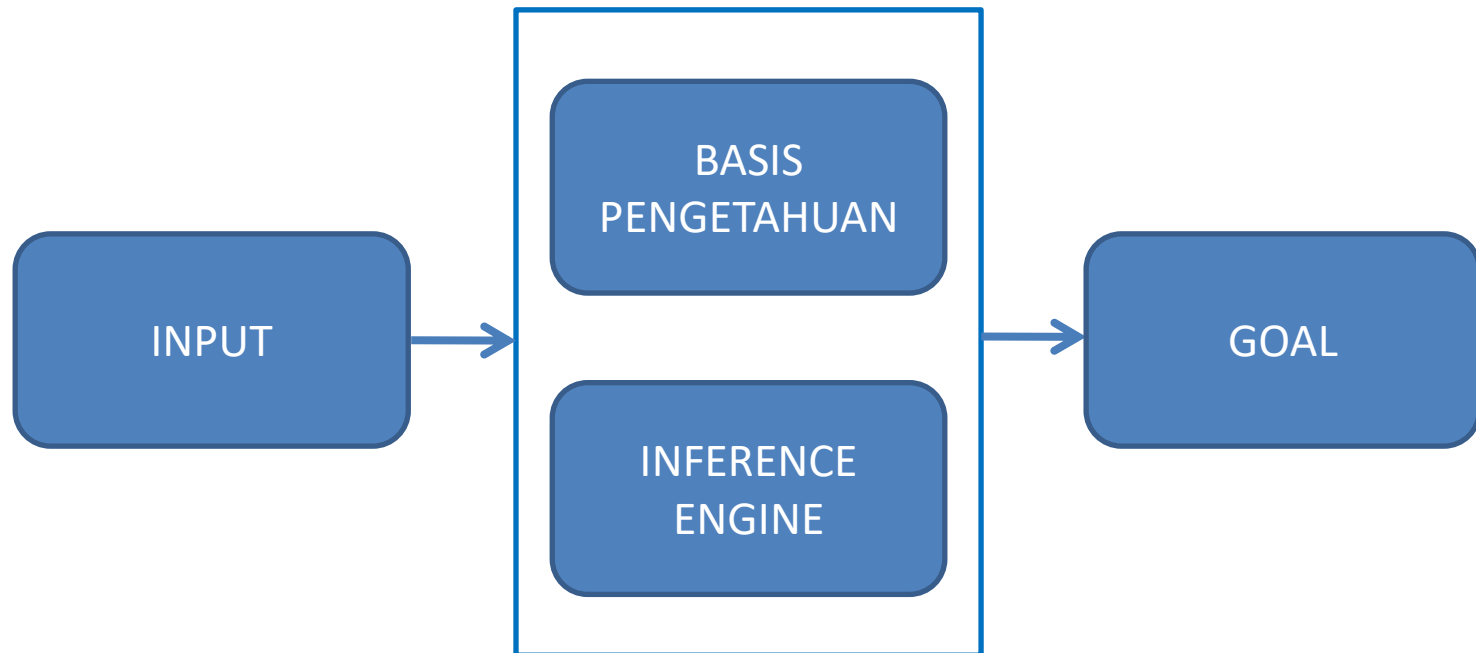 INPUT
BASIS
PENGETAHUAN
INFERENCE
ENGINE
GOAL